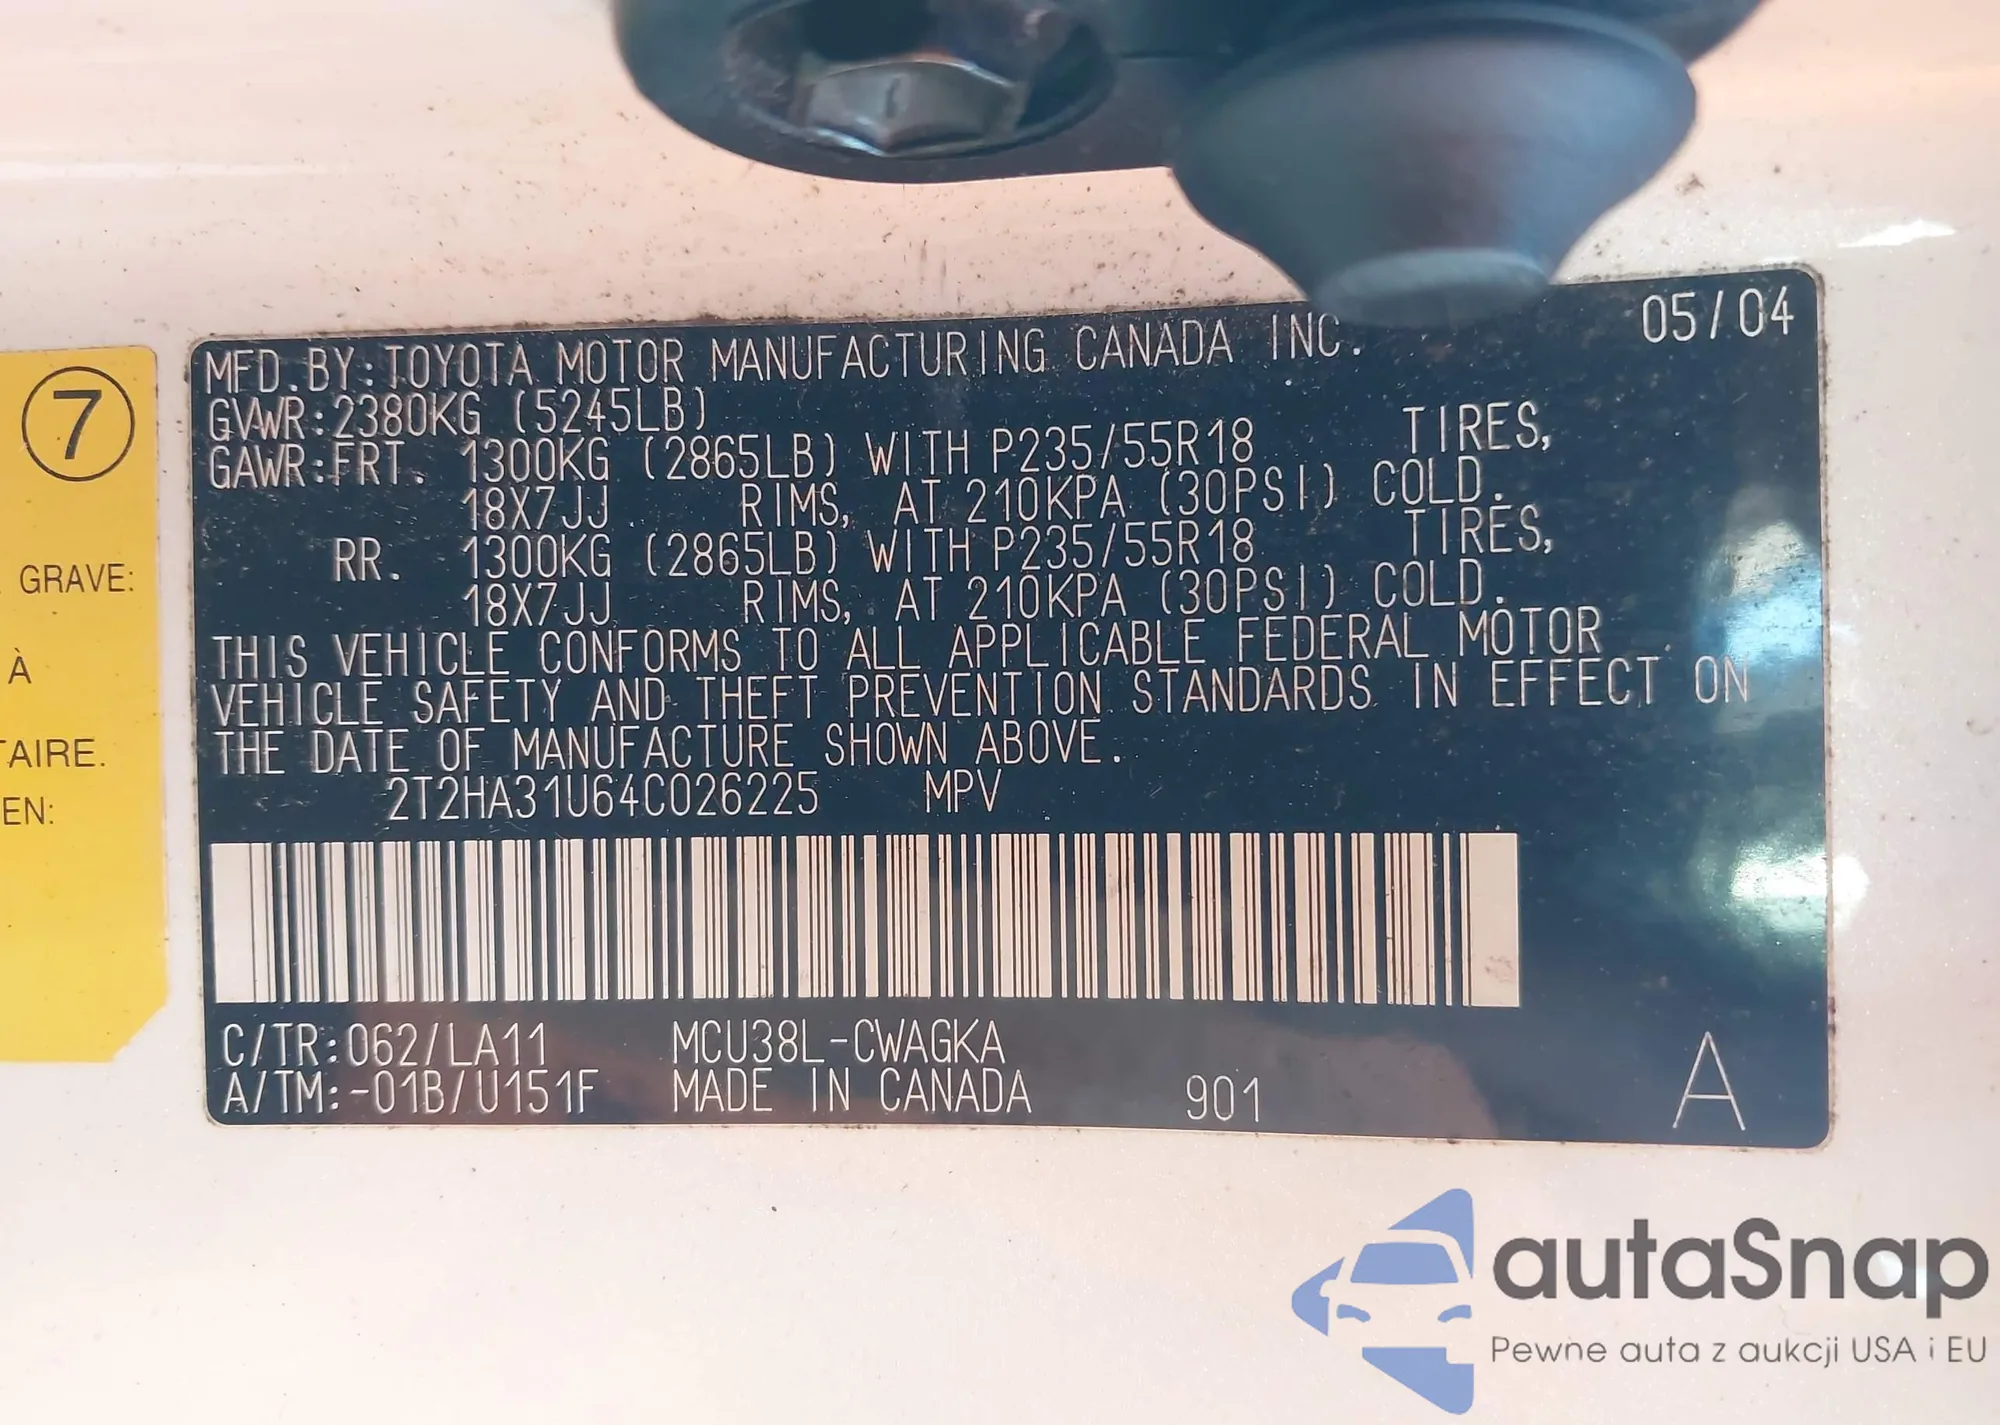 05/04
MFD. BY: TOYOTA MOTOR MANUFACTURING CANADA INC.
GVWR: 2380KG (5245LB)
GAWR: FRT. 1300KG (2865LB) WITH P235/55R18 TIRES,
18X7JJ RIMS, AT 210KPA (30PSI) COLD.
RR. 1300KG (2865LB) WITH P235/55R18 TIRES,
18X7JJ RIMS, AT 210KPA (30PSI) COLD.
THIS VEHICLE CONFORMS TO ALL APPLICABLE FEDERAL MOTOR
VEHICLE SAFETY AND THEFT PREVENTION STANDARDS IN EFFECT ON
THE DATE OF MANUFACTURE SHOWN ABOVE.
2T2HA31U64C026225 MPV
C/TR: 062/LA11 MCU38L-CWAGKA
A/TM: -01B/U151F MADE IN CANADA 901 A
7
GRAVE:
À
TAIRE.
EN:
autaSnap
Pewne auta z aukcji USA i EU